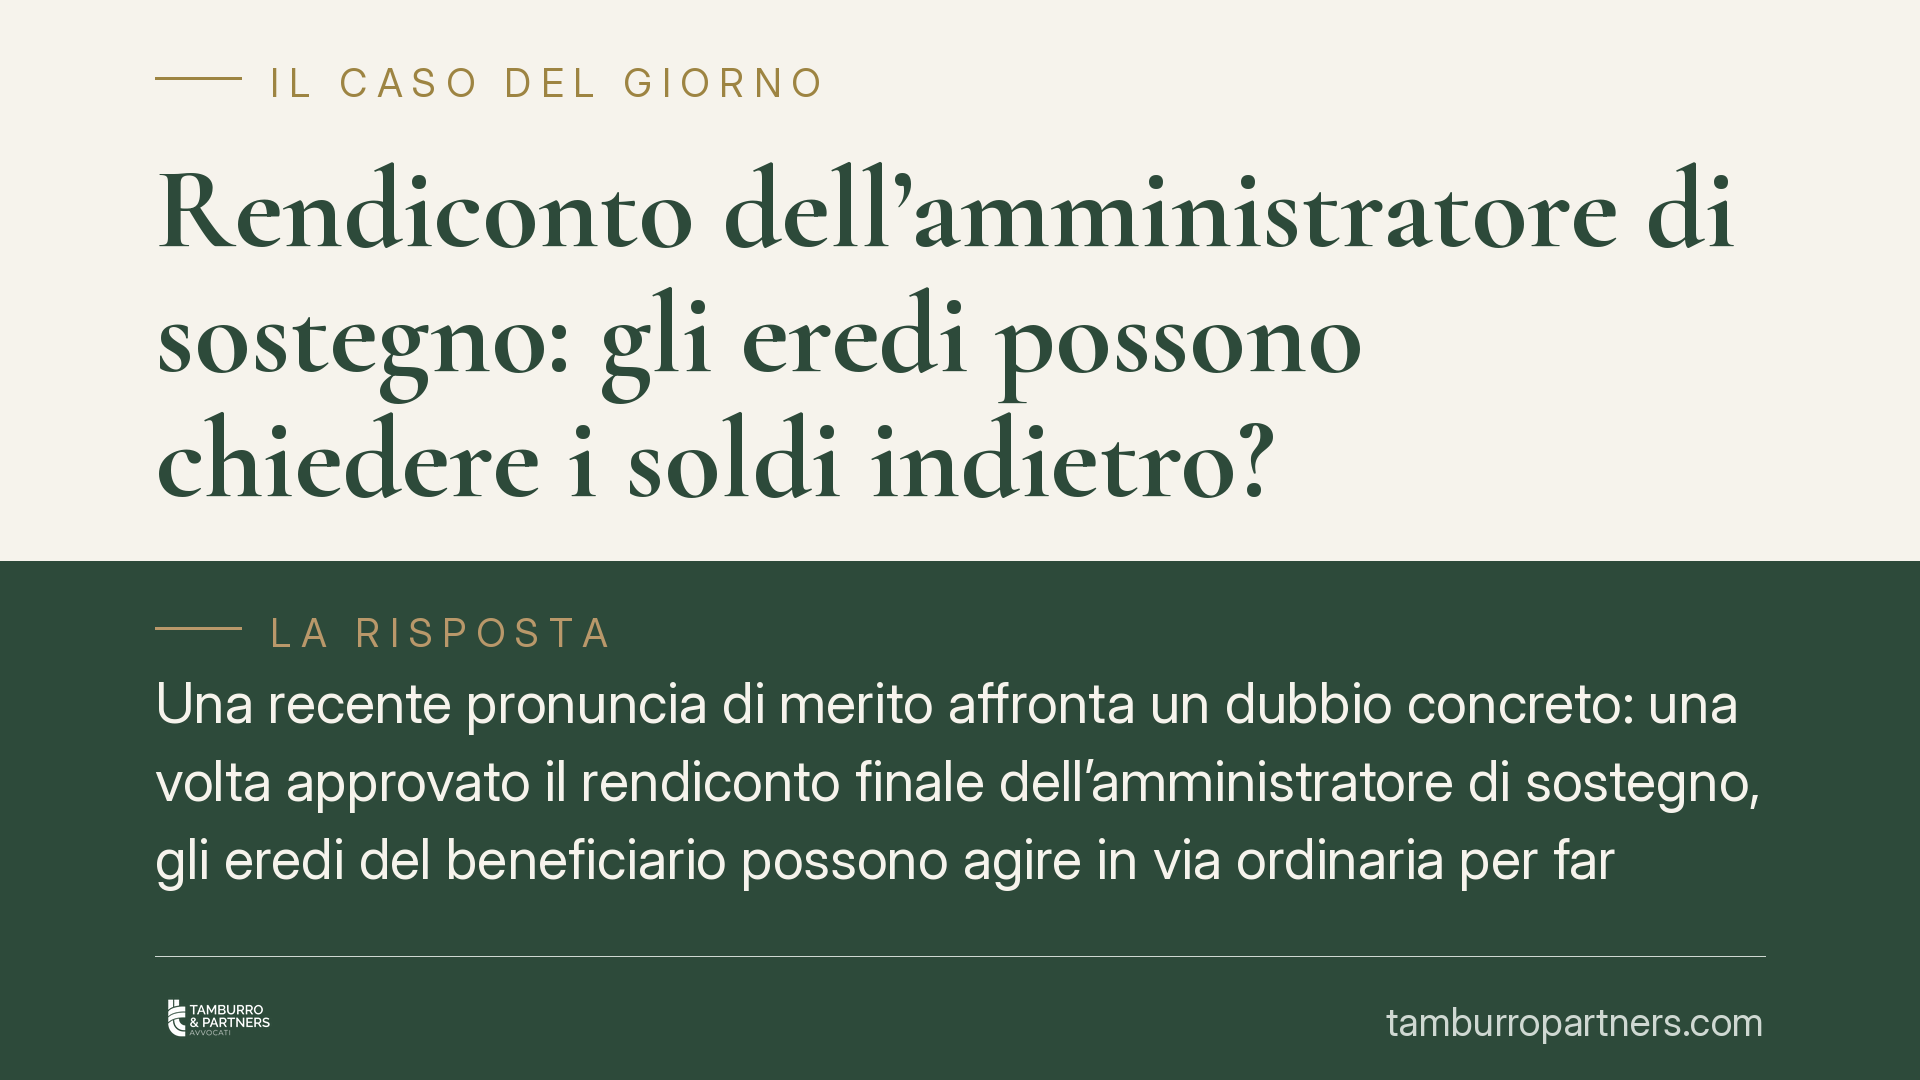 IL CASO DEL GIORNO
Rendiconto dell’amministratore di
sostegno: gli eredi possono
chiedere i soldi indietro?
LA RISPOSTA
Una recente pronuncia di merito affronta un dubbio concreto: una
volta approvato il rendiconto finale dell’amministratore di sostegno,
gli eredi del beneficiario possono agire in via ordinaria per far
TAMBURRO
& PARTNERS
AVVOCATI
tamburropartners.com